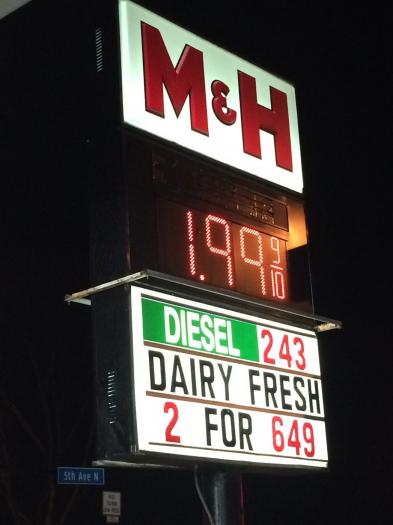 M&H
1.99 9/10
DIESEL 243
DAIRY FRESH
2 FOR 649
5th Ave N